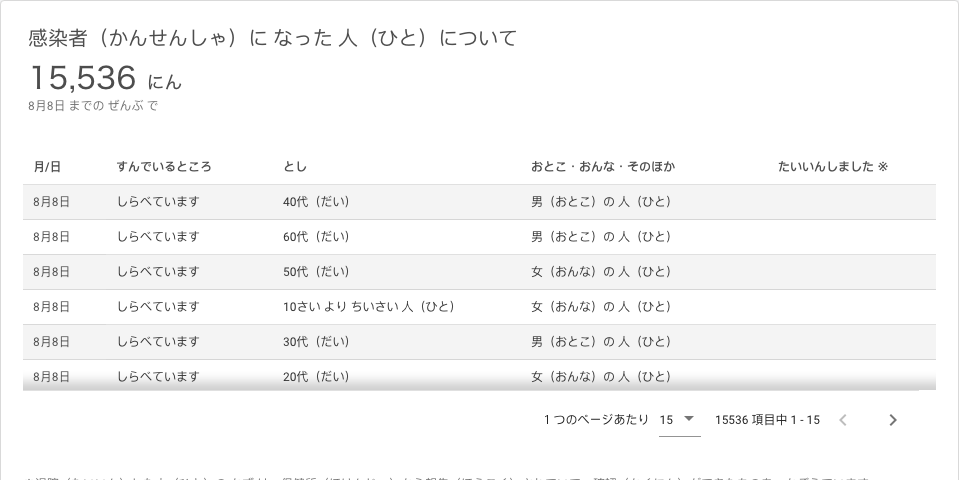 感染者（かんせんしゃ）に なった 人（ひと）について
15,536 にん
8月8日 までの ぜんぶ で
月/日 すんでいるところ とし おとこ・おんな・そのほか たいいんしました ※
8月8日 しらべています 40代（だい） 男（おとこ）の 人（ひと）
8月8日 しらべています 60代（だい） 男（おとこ）の 人（ひと）
8月8日 しらべています 50代（だい） 女（おんな）の 人（ひと）
8月8日 しらべています 10さい より ちいさい 人（ひと） 女（おんな）の 人（ひと）
8月8日 しらべています 30代（だい） 男（おとこ）の 人（ひと）
8月8日 しらべています 20代（だい） 女（おんな）の 人（ひと）
1 つのページあたり 15 15536 項目中 1 - 15